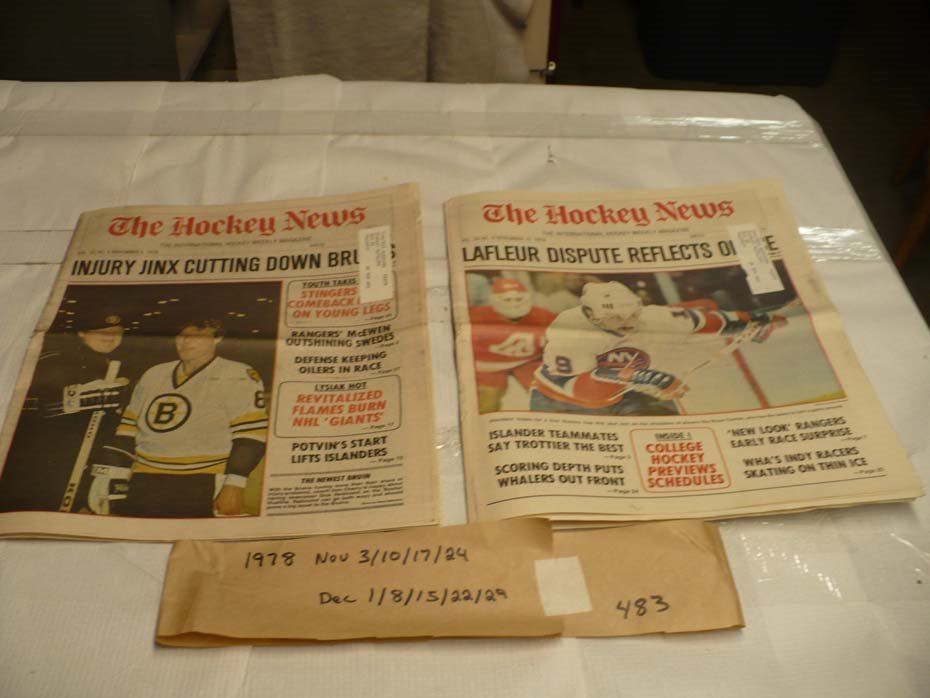 The Hockey News
THE INTERNATIONAL HOCKEY WEEKLY MAGAZINE
INJURY JINX CUTTING DOWN
YOUTH TAKES
STINGERS
COMEBACK
ON YOUNG LEGS
RANGERS' McEWEN
OUTSHINING SWEDES
DEFENSE KEEPING
OILERS IN RACE
LYSIAK HOT
REVITALIZED
FLAMES BURN
NHL 'GIANTS'
POTVIN'S START
LIFTS ISLANDERS
THE NEWEST BRUIN
B
8
The Hockey News
THE INTERNATIONAL HOCKEY WEEKLY MAGAZINE
LAFLEUR DISPUTE REFLECTS
NY
ISLANDER TEAMMATES
SAY TROTTIER THE BEST
SCORING DEPTH PUTS
WHALERS OUT FRONT
INSIDE:
COLLEGE
HOCKEY
PREVIEWS
SCHEDULES
'NEW LOOK' RANGERS
EARLY RACE SURPRISE
WHA'S INDY RACERS
SKATING ON THIN ICE
1978 Nov 3/10/17/24
Dec 1/8/15/22/29
483